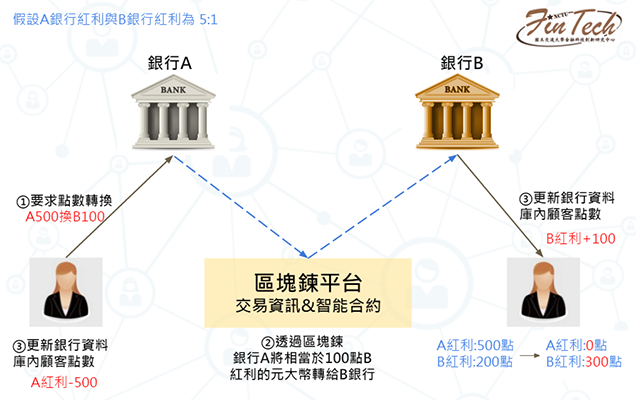 假設A銀行紅利與B銀行紅利為 5:1
NCTU
FinTech
國立交通大學金融科技創新研究中心
銀行A
銀行B
BANK
BANK
①要求點數轉換
A500換B100
③更新銀行資料
庫內顧客點數
B紅利+100
區塊鍊平台
交易資訊&智能合約
③更新銀行資料
庫內顧客點數
A紅利-500
②透過區塊鍊
銀行A將相當於100點B
紅利的元大幣轉給B銀行
A紅利:500點
B紅利:200點
A紅利:0點
B紅利:300點